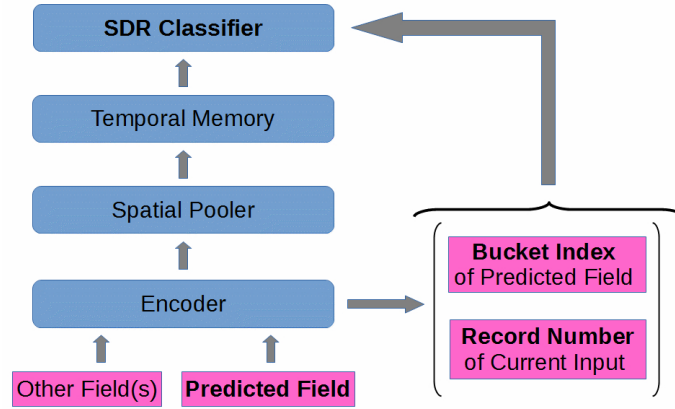 SDR Classifier
Temporal Memory
Spatial Pooler
Encoder
Other Field(s)
Predicted Field
Bucket Index
of Predicted Field
Record Number
of Current Input